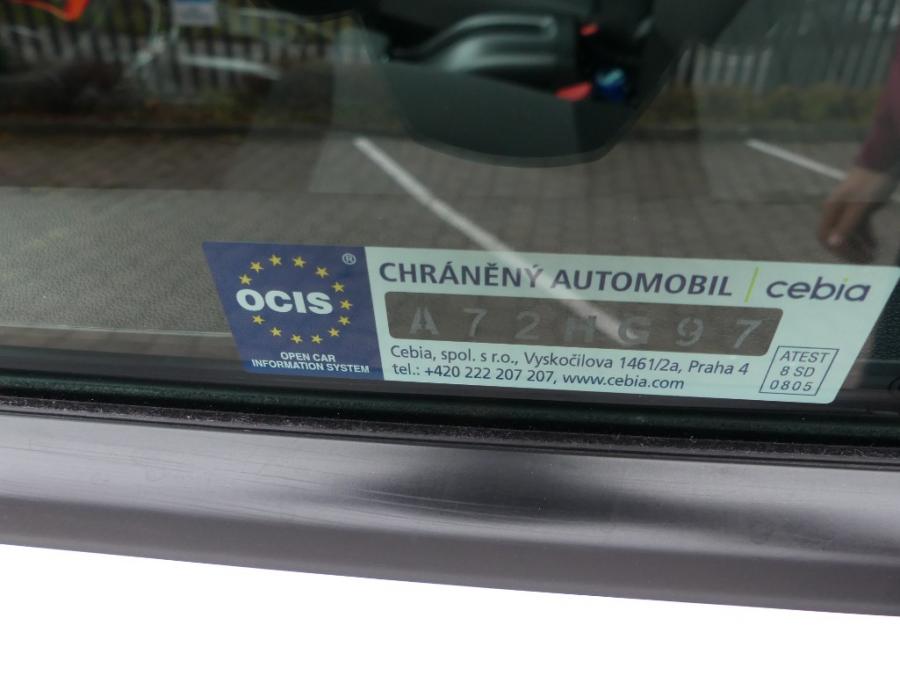 OCIS ®
OPEN CAR
INFORMATION SYSTEM
CHRÁNĚNÝ AUTOMOBIL | cebia
A72HG97
Cebia, spol. s r.o., Vyskočilova 1461/2a, Praha 4
tel.: +420 222 207 207, www.cebia.com
ATEST
8 SD
0805